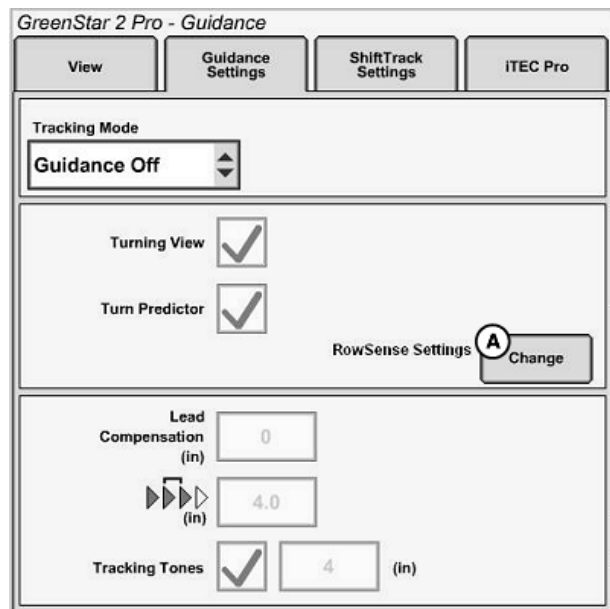 GreenStar 2 Pro - Guidance
View
Guidance
Settings
ShiftTrack
Settings
iTEC Pro
Tracking Mode
Guidance Off
Turning View
Turn Predictor
RowSense Settings
A
Change
Lead
Compensation
(in)
0
(in)
4.0
Tracking Tones
4
(in)